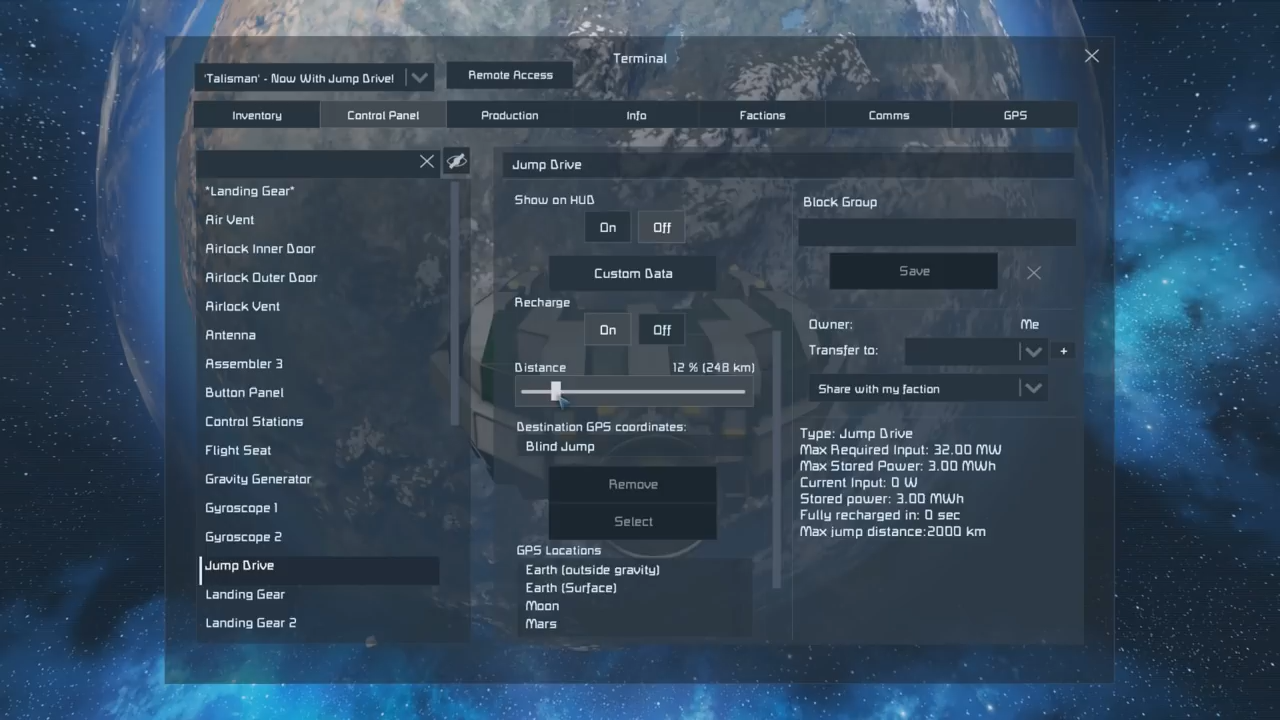 Terminal
'Talisman' - Now With Jump Drive!
Remote Access
Inventory
Control Panel
Production
Info
Factions
Comms
GPS
*Landing Gear*
Air Vent
Airlock Inner Door
Airlock Outer Door
Airlock Vent
Antenna
Assembler 3
Button Panel
Control Stations
Flight Seat
Gravity Generator
Gyroscope 1
Gyroscope 2
Jump Drive
Landing Gear
Landing Gear 2
Jump Drive
Show on HUD
On
Off
Custom Data
Recharge
On
Off
Distance
12 % (248 km)
Destination GPS coordinates:
Blind Jump
Remove
Select
GPS Locations
Earth (outside gravity)
Earth (Surface)
Moon
Mars
Block Group
Save
Owner:
Me
Transfer to:
+
Share with my faction
Type: Jump Drive
Max Required Input: 32.00 MW
Max Stored Power: 3.00 MWh
Current Input: 0 W
Stored power: 3.00 MWh
Fully recharged in: 0 sec
Max jump distance:2000 km